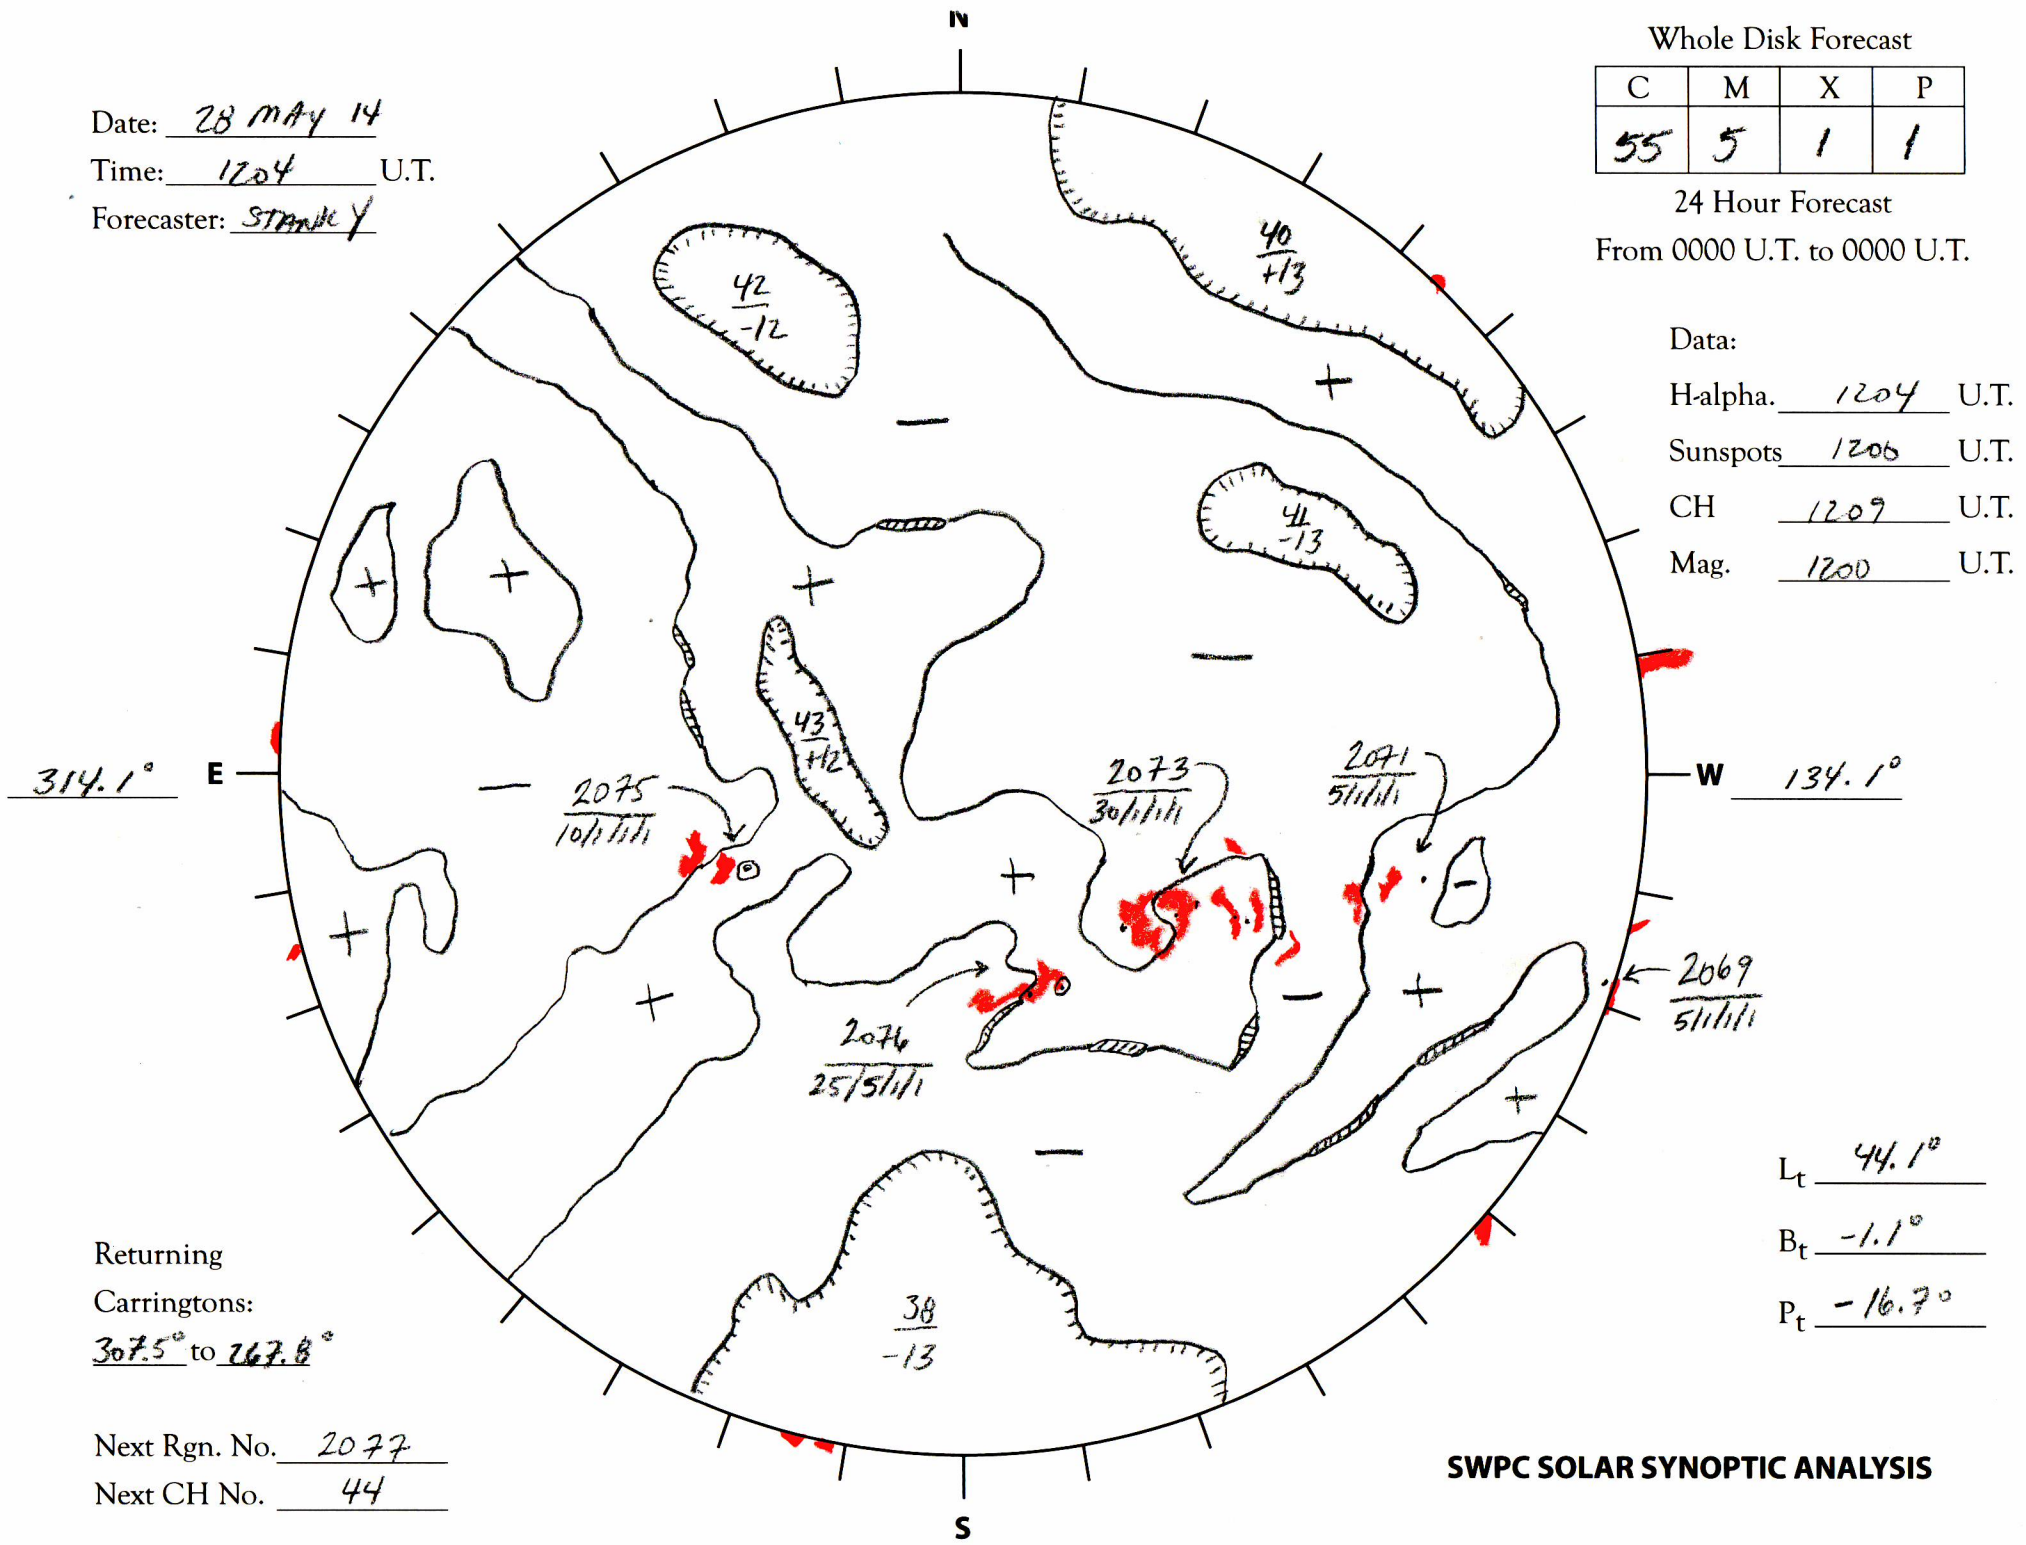 N
Whole Disk Forecast
C M X P
55 5 1 1
24 Hour Forecast
From 0000 U.T. to 0000 U.T.
Date: 28 MAY 14
Time: 1204 U.T.
Forecaster: STANKY
40
+13
42
-12
Data:
H-alpha. 1204 U.T.
Sunspots 1200 U.T.
CH 1209 U.T.
Mag. 1200 U.T.
+
−
41
-13
+
+
+
−
43
+12
314.1° E
W 134.1°
−
2075
10/1/1/1/1
2073
30/1/1/1/1
2071
5/1/1/1
+
−
+
+
−
+
2069
5/1/1/1
2076
25/5/1/1
+
−
Lt 44.1°
Bt -1.1°
Pt -16.7°
38
-13
Returning
Carringtons:
307.5° to 267.8°
Next Rgn. No. 2077
Next CH No. 44
SWPC SOLAR SYNOPTIC ANALYSIS
S